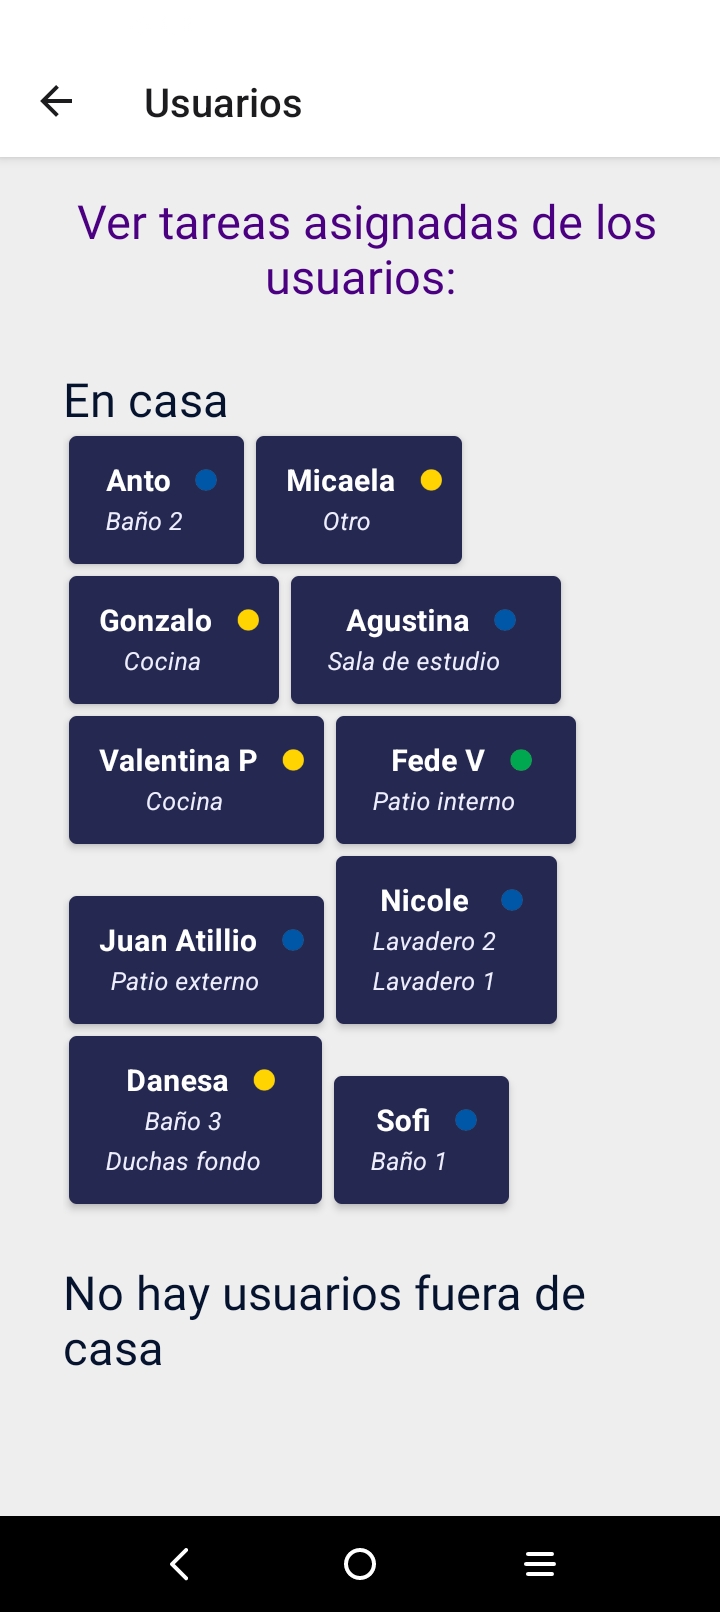 Usuarios
Ver tareas asignadas de los
usuarios:
En casa
Anto
Baño 2
Micaela
Otro
Gonzalo
Cocina
Agustina
Sala de estudio
Valentina P
Cocina
Fede V
Patio interno
Juan Atillio
Patio externo
Nicole
Lavadero 2
Lavadero 1
Danesa
Baño 3
Duchas fondo
Sofi
Baño 1
No hay usuarios fuera de
casa